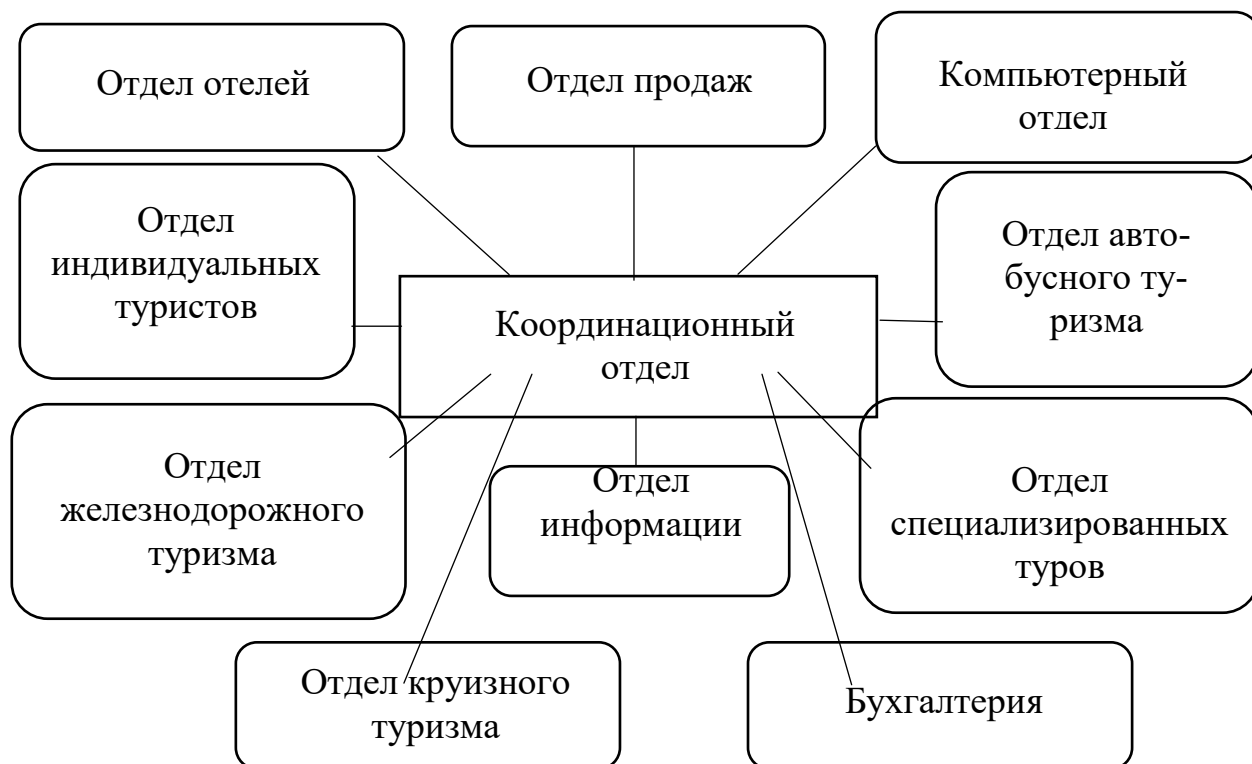 Отдел отелей
Отдел продаж
Компьютерный
отдел
Отдел
индивидуальных
туристов
Отдел авто-
бусного ту-
ризма
Координационный
отдел
Отдел
железнодорожного
туризма
Отдел
информации
Отдел
специализированных
туров
Отдел круизного
туризма
Бухгалтерия